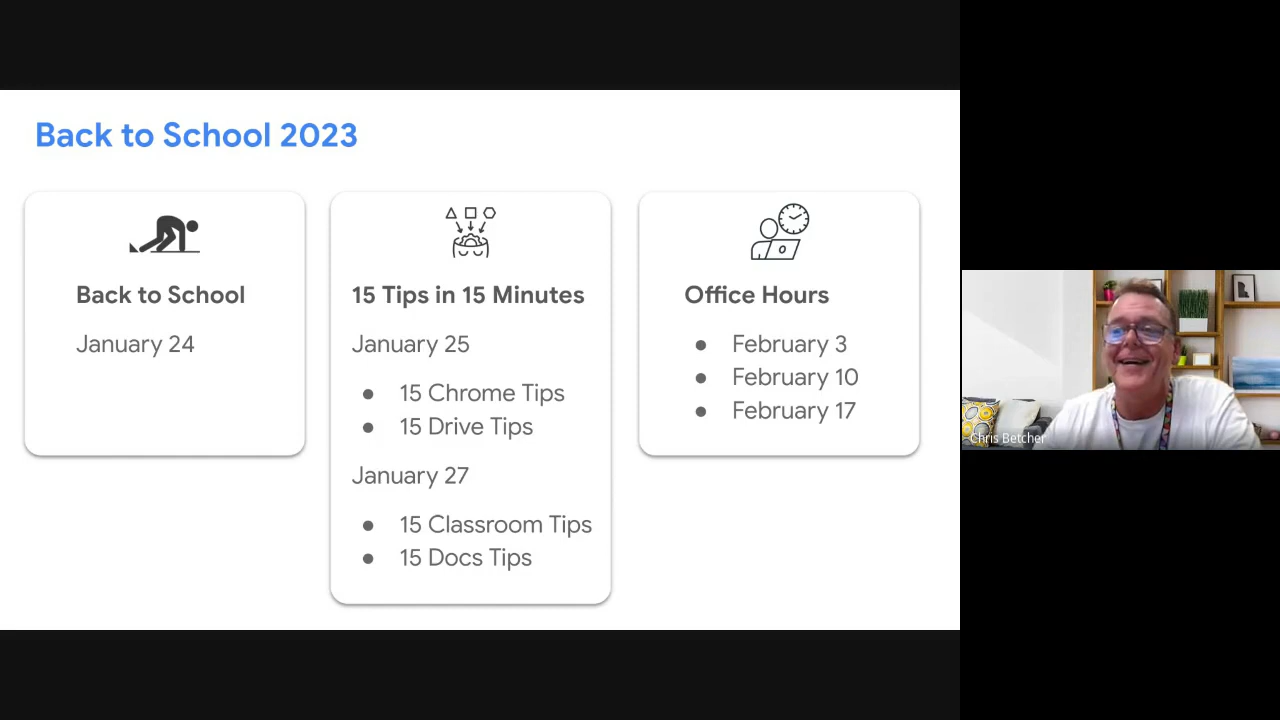 Back to School 2023
Back to School
January 24
15 Tips in 15 Minutes
January 25
● 15 Chrome Tips
● 15 Drive Tips
January 27
● 15 Classroom Tips
● 15 Docs Tips
Office Hours
● February 3
● February 10
● February 17
Chris Betcher